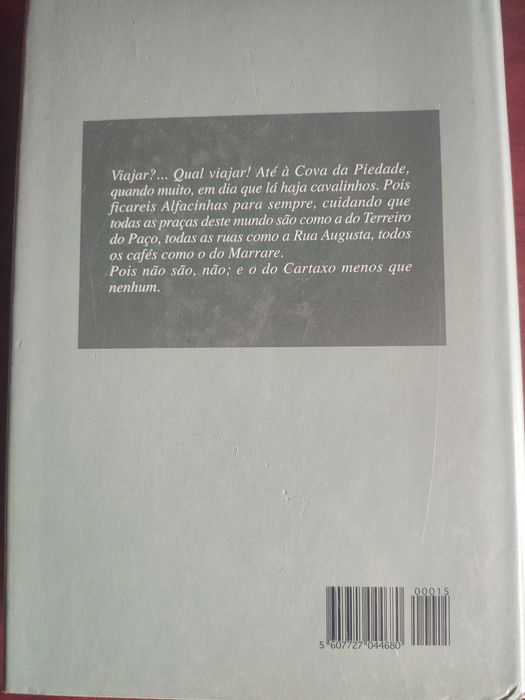 Viajar?... Qual viajar! Até à Cova da Piedade,
quando muito, em dia que lá haja cavalinhos. Pois
ficareis Alfacinhas para sempre, cuidando que
todas as praças deste mundo são como a do Terreiro
do Paço, todas as ruas como a Rua Augusta, todos
os cafés como o do Marrare.
Pois não são, não; e o do Cartaxo menos que
nenhum.
00015
5 607727 044680